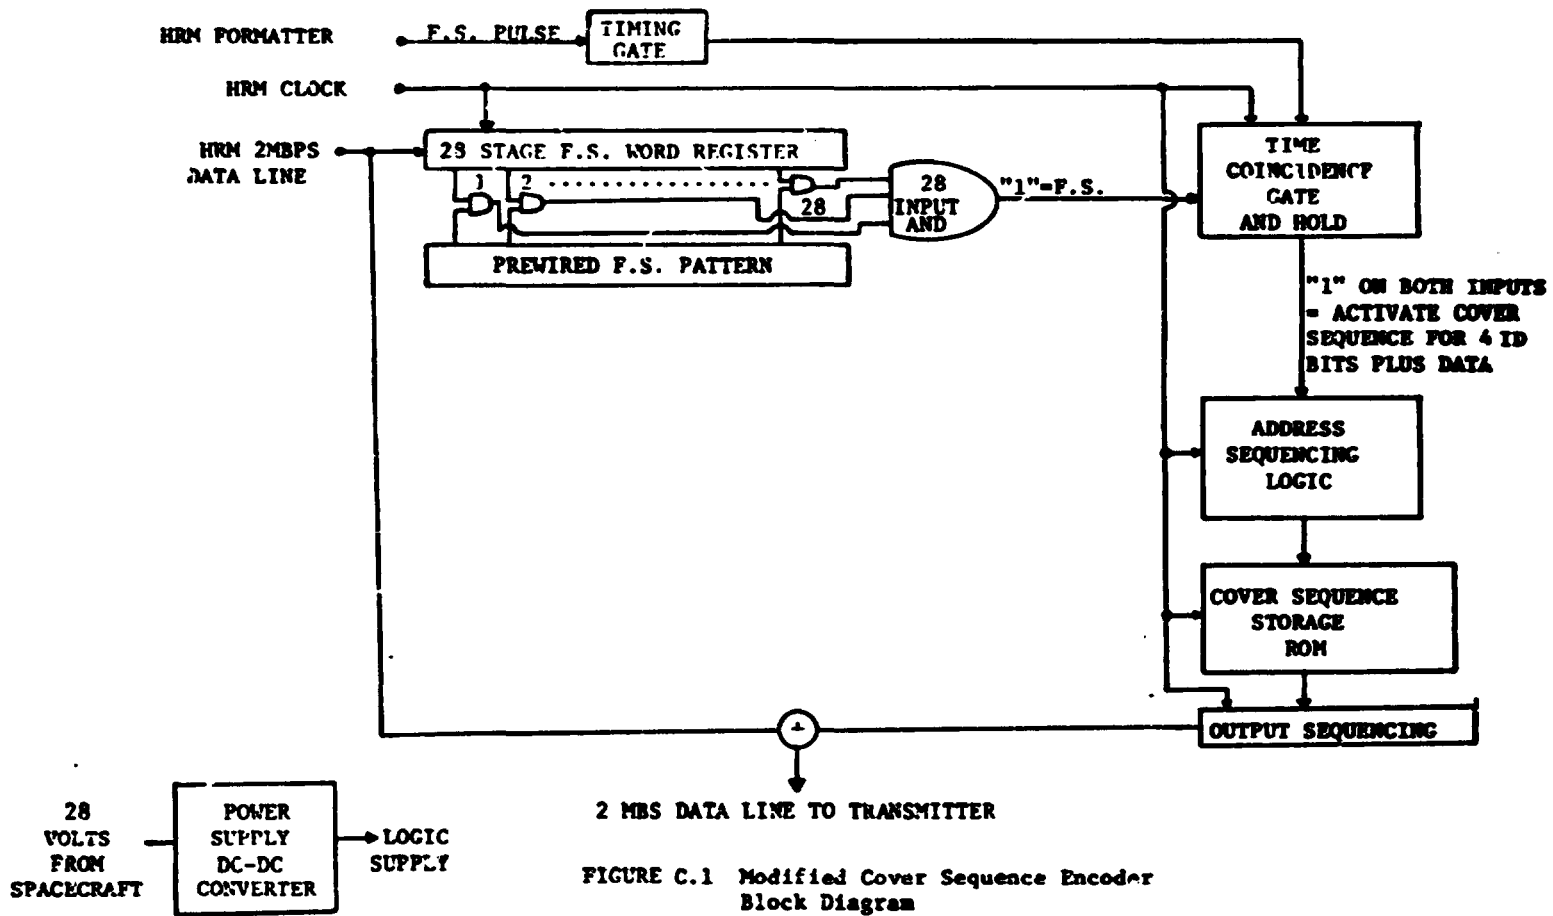 HRM FORMATTER
F.S. PULSE
TIMING
GATE
HRM CLOCK
HRM 2MBPS
DATA LINE
28 STAGE F.S. WORD REGISTER
1
2
28
28
INPUT
AND
"1"=F.S.
TIME
COINCIDENCE
GATE
AND HOLD
PREWIRED F.S. PATTERN
"1" ON BOTH INPUTS
= ACTIVATE COVER
SEQUENCE FOR 4 ID
BITS PLUS DATA
ADDRESS
SEQUENCING
LOGIC
COVER SEQUENCE
STORAGE
ROM
OUTPUT SEQUENCING
+
2 MBS DATA LINE TO TRANSMITTER
28
VOLTS
FROM
SPACECRAFT
POWER
SUPPLY
DC-DC
CONVERTER
LOGIC
SUPPLY
FIGURE C.1 Modified Cover Sequence Encoder
Block Diagram